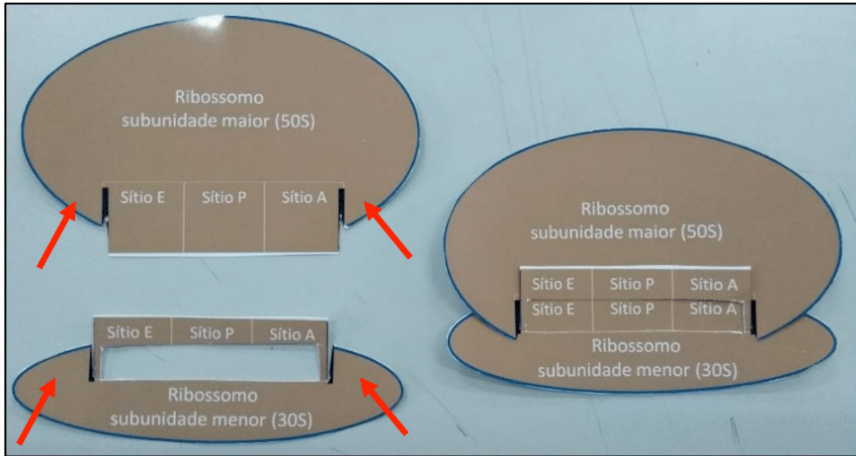 Ribossomo
subunidade maior (50S)
Sítio E Sítio P Sítio A
Sítio E Sítio P Sítio A
Ribossomo
subunidade menor (30S)
Ribossomo
subunidade maior (50S)
Sítio E Sítio P Sítio A
Sítio E Sítio P Sítio A
Ribossomo
subunidade menor (30S)